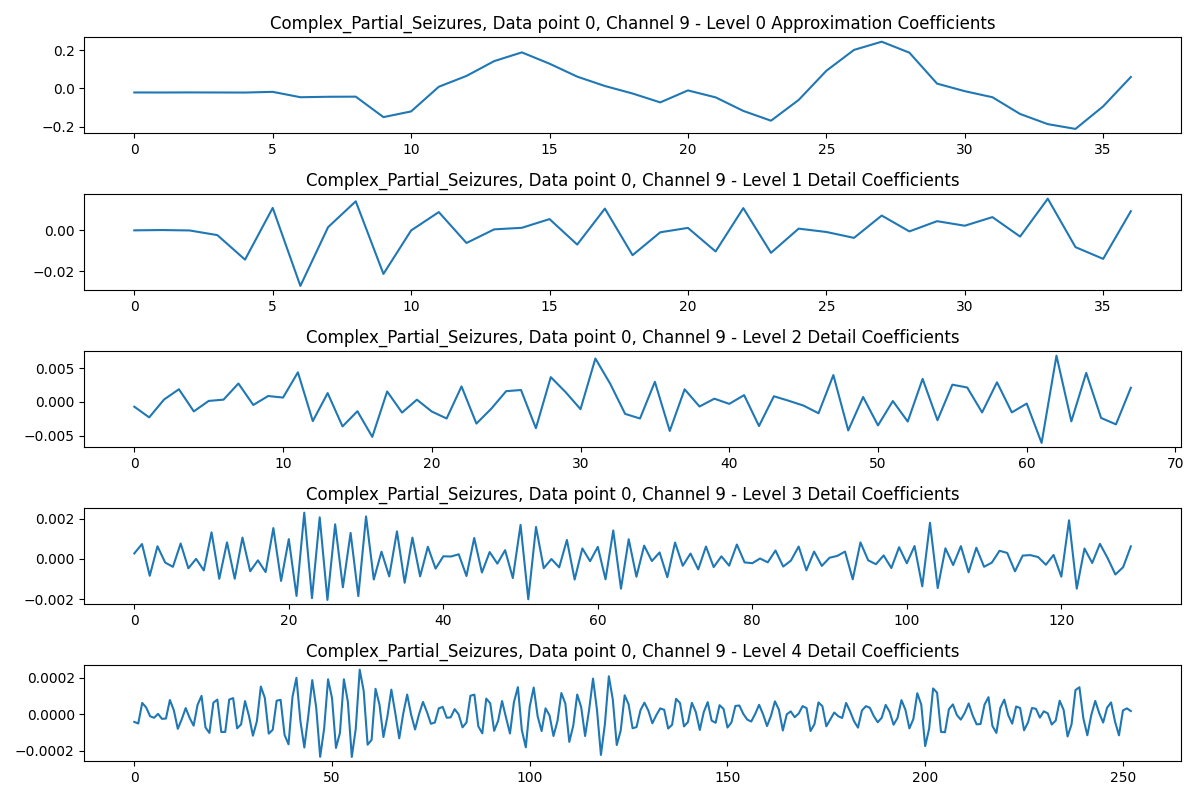 Complex_Partial_Seizures, Data point 0, Channel 9 - Level 0 Approximation Coefficients
0.2
0.0
−0.2
0 5 10 15 20 25 30 35
Complex_Partial_Seizures, Data point 0, Channel 9 - Level 1 Detail Coefficients
0.00
−0.02
0 5 10 15 20 25 30 35
Complex_Partial_Seizures, Data point 0, Channel 9 - Level 2 Detail Coefficients
0.005
0.000
−0.005
0 10 20 30 40 50 60 70
Complex_Partial_Seizures, Data point 0, Channel 9 - Level 3 Detail Coefficients
0.002
0.000
−0.002
0 20 40 60 80 100 120
Complex_Partial_Seizures, Data point 0, Channel 9 - Level 4 Detail Coefficients
0.0002
0.0000
−0.0002
0 50 100 150 200 250